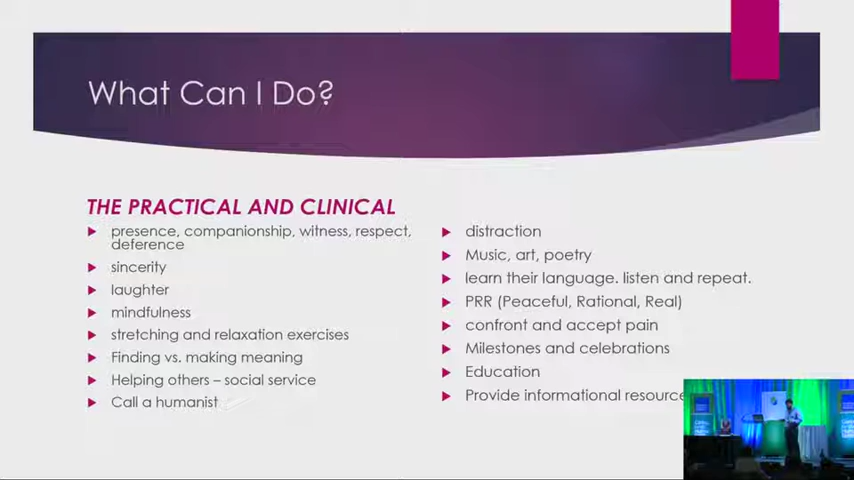 What Can I Do?
THE PRACTICAL AND CLINICAL
presence, companionship, witness, respect,
deference
sincerity
laughter
mindfulness
stretching and relaxation exercises
Finding vs. making meaning
Helping others – social service
Call a humanist
distraction
Music, art, poetry
learn their language. listen and repeat.
PRR (Peaceful, Rational, Real)
confront and accept pain
Milestones and celebrations
Education
Provide informational resource